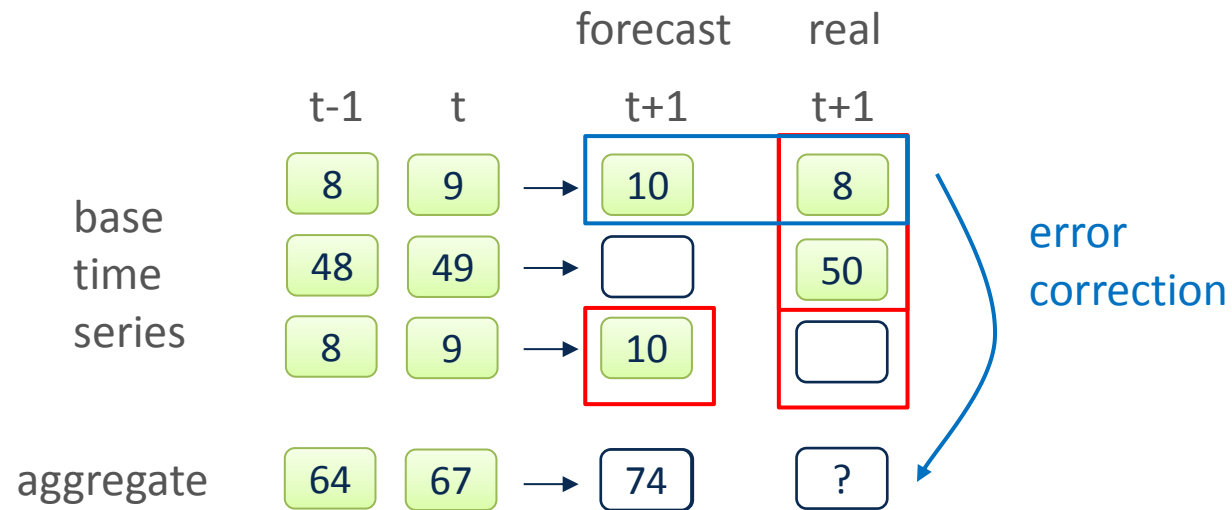 forecast real
t-1 t t+1 t+1
base
time
series
8 9 10 8
48 49 50
8 9 10
error
correction
aggregate 64 67 74 ?